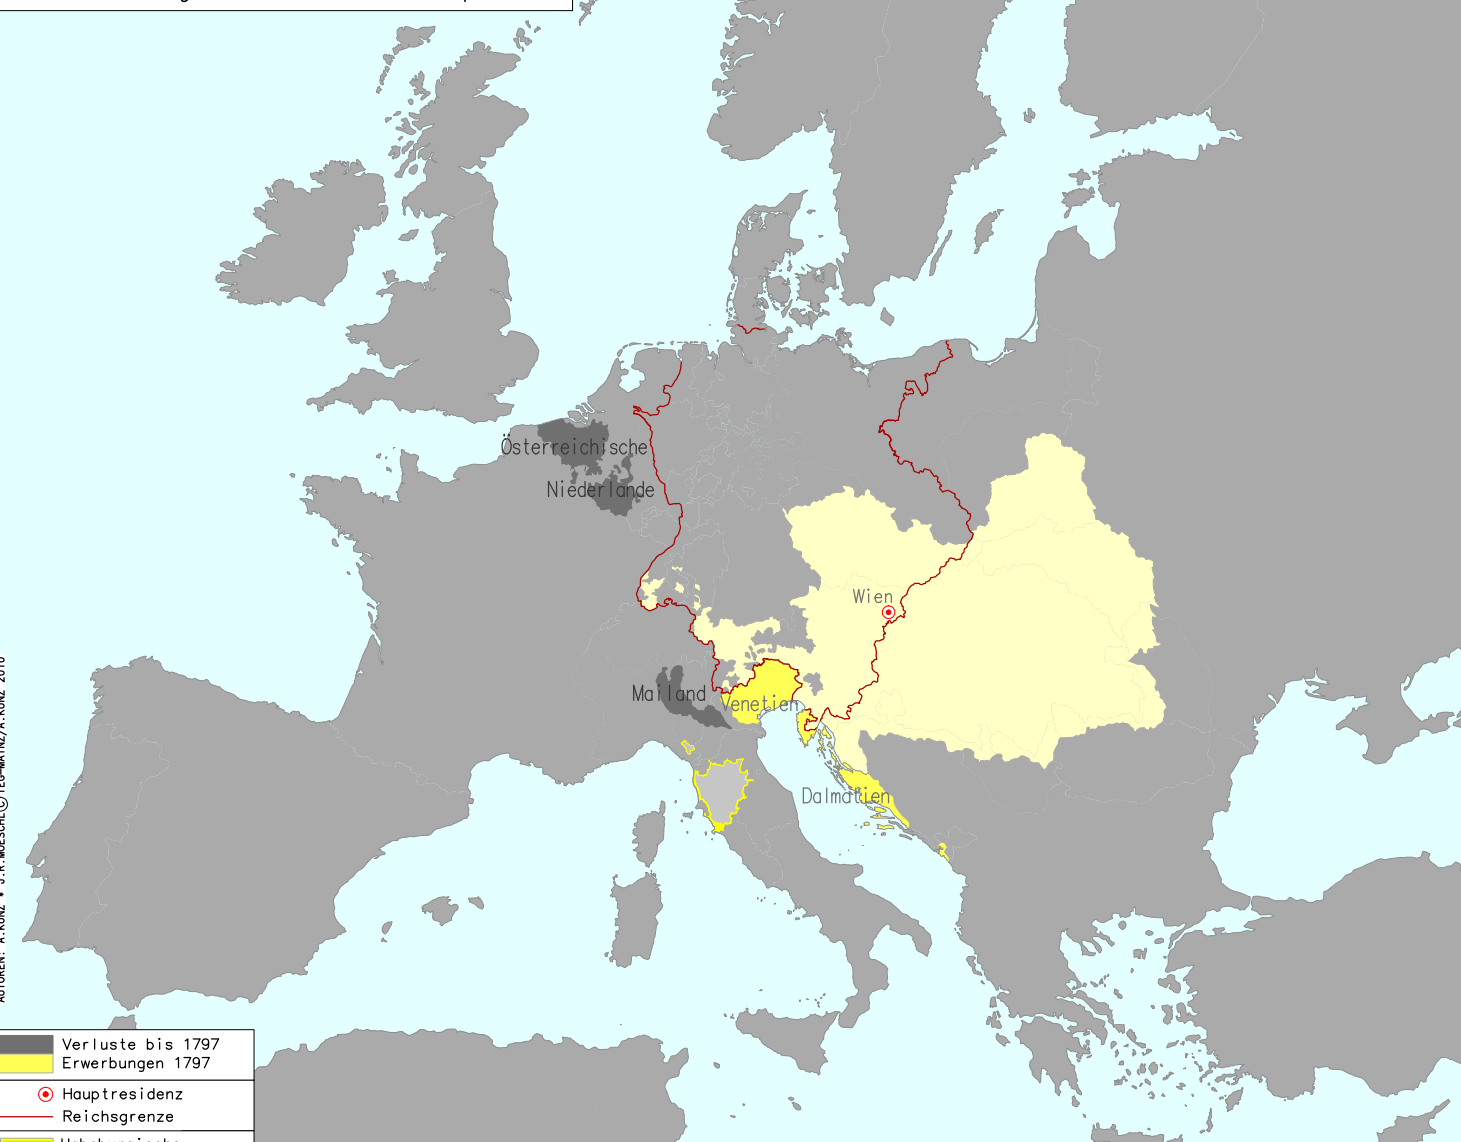 Österreichische
Niederlande
Wien
Mailand
Venetien
Dalmatien
Verluste bis 1797
Erwerbungen 1797
Hauptresidenz
Reichsgrenze